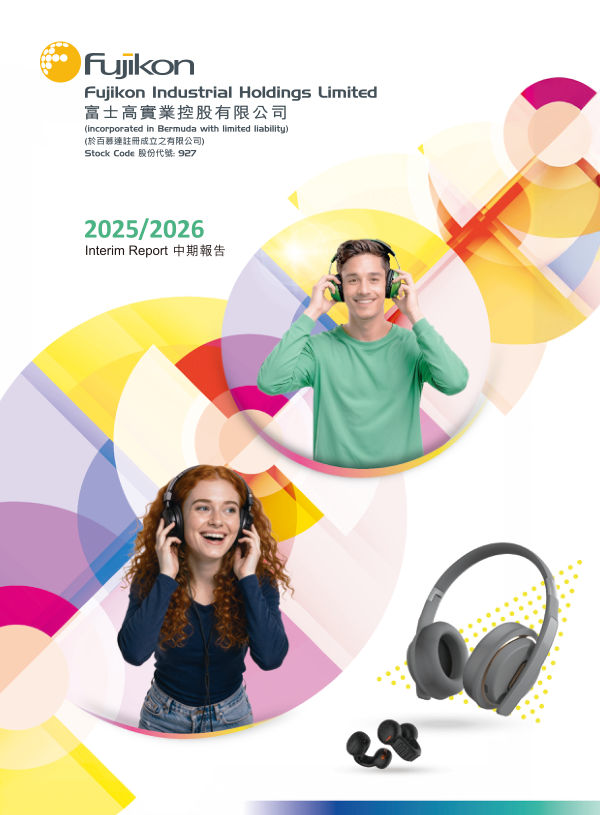 Fujikon
Fujikon Industrial Holdings Limited
富士高實業控股有限公司
(incorporated in Bermuda with limited liability)
(於百慕達註冊成立之有限公司)
Stock Code 股份代號: 927
2025/2026
Interim Report 中期報告